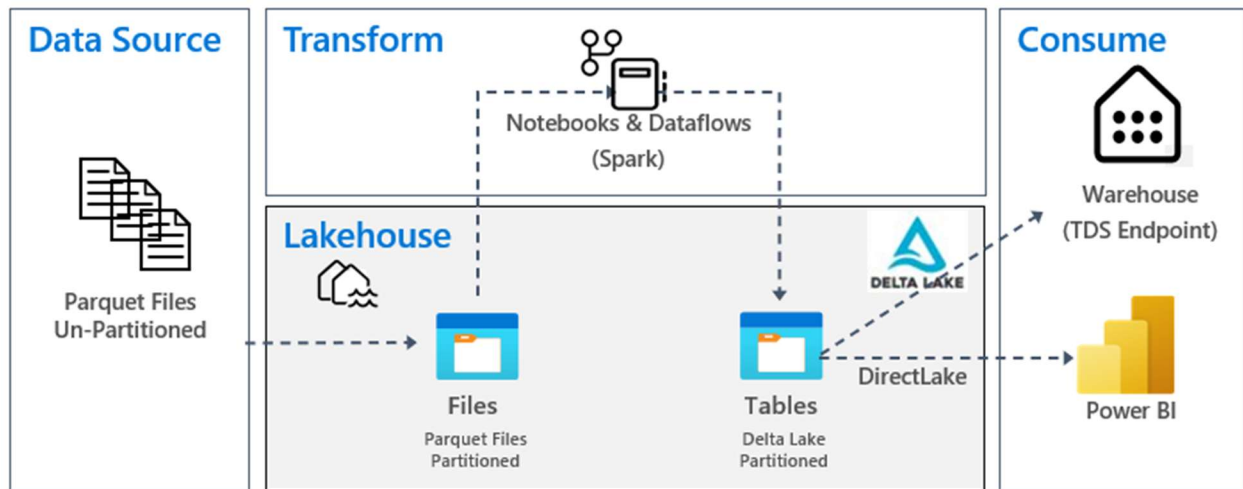 Data Source
Parquet Files
Un-Partitioned
Transform
Notebooks & Dataflows
(Spark)
Lakehouse
DELTA LAKE
Files
Parquet Files
Partitioned
Tables
Delta Lake
Partitioned
DirectLake
Consume
Warehouse
(TDS Endpoint)
Power BI